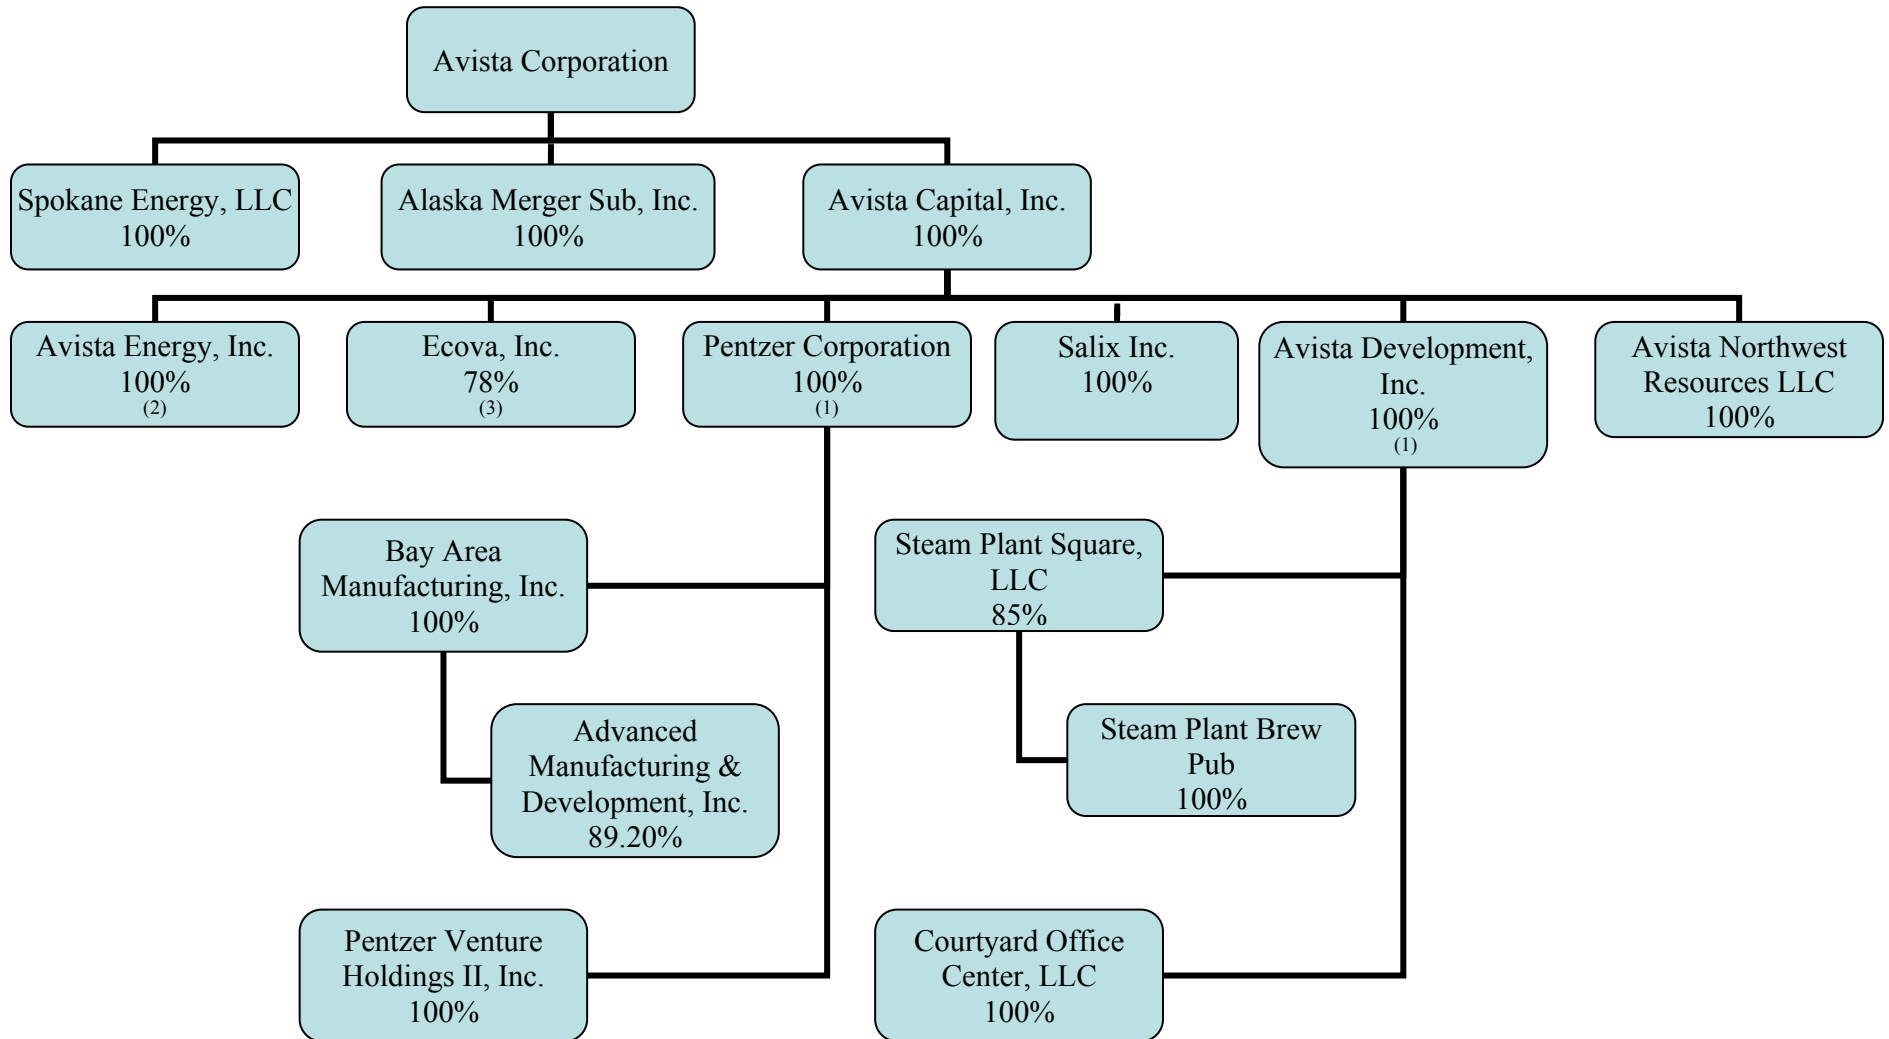 Avista Corporation
Spokane Energy, LLC
100%
Alaska Merger Sub, Inc.
100%
Avista Capital, Inc.
100%
Avista Energy, Inc.
100%
(2)
Ecova, Inc.
78%
(3)
Pentzer Corporation
100%
(1)
Salix Inc.
100%
Avista Development,
Inc.
100%
(1)
Avista Northwest
Resources LLC
100%
Bay Area
Manufacturing, Inc.
100%
Steam Plant Square,
LLC
85%
Advanced
Manufacturing &
Development, Inc.
89.20%
Steam Plant Brew
Pub
100%
Pentzer Venture
Holdings II, Inc.
100%
Courtyard Office
Center, LLC
100%